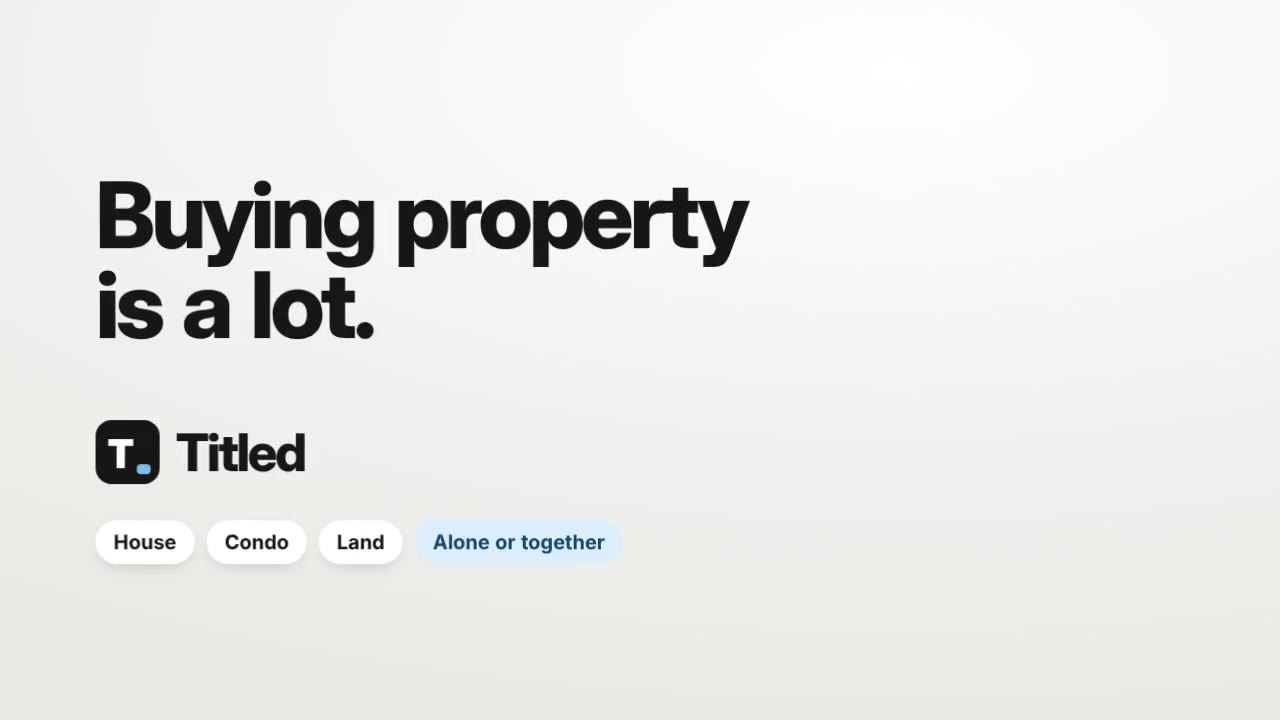 Buying property
is a lot.
T.
Titled
House Condo Land Alone or together